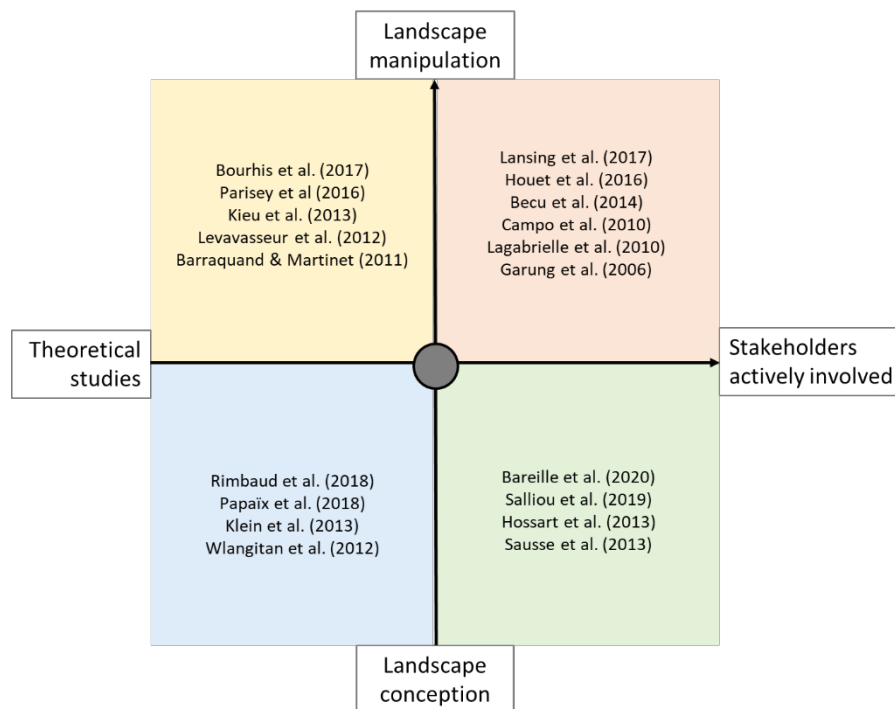 Landscape
manipulation
Bourhis et al. (2017)
Parisey et al (2016)
Kieu et al. (2013)
Levavasseur et al. (2012)
Barraquand & Martinet (2011)
Lansing et al. (2017)
Houet et al. (2016)
Becu et al. (2014)
Campo et al. (2010)
Lagabrielle et al. (2010)
Garung et al. (2006)
Theoretical
studies
Stakeholders
actively involved
Rimbaud et al. (2018)
Papaïx et al. (2018)
Klein et al. (2013)
Wlangitan et al. (2012)
Bareille et al. (2020)
Salliou et al. (2019)
Hossart et al. (2013)
Sausse et al. (2013)
Landscape
conception